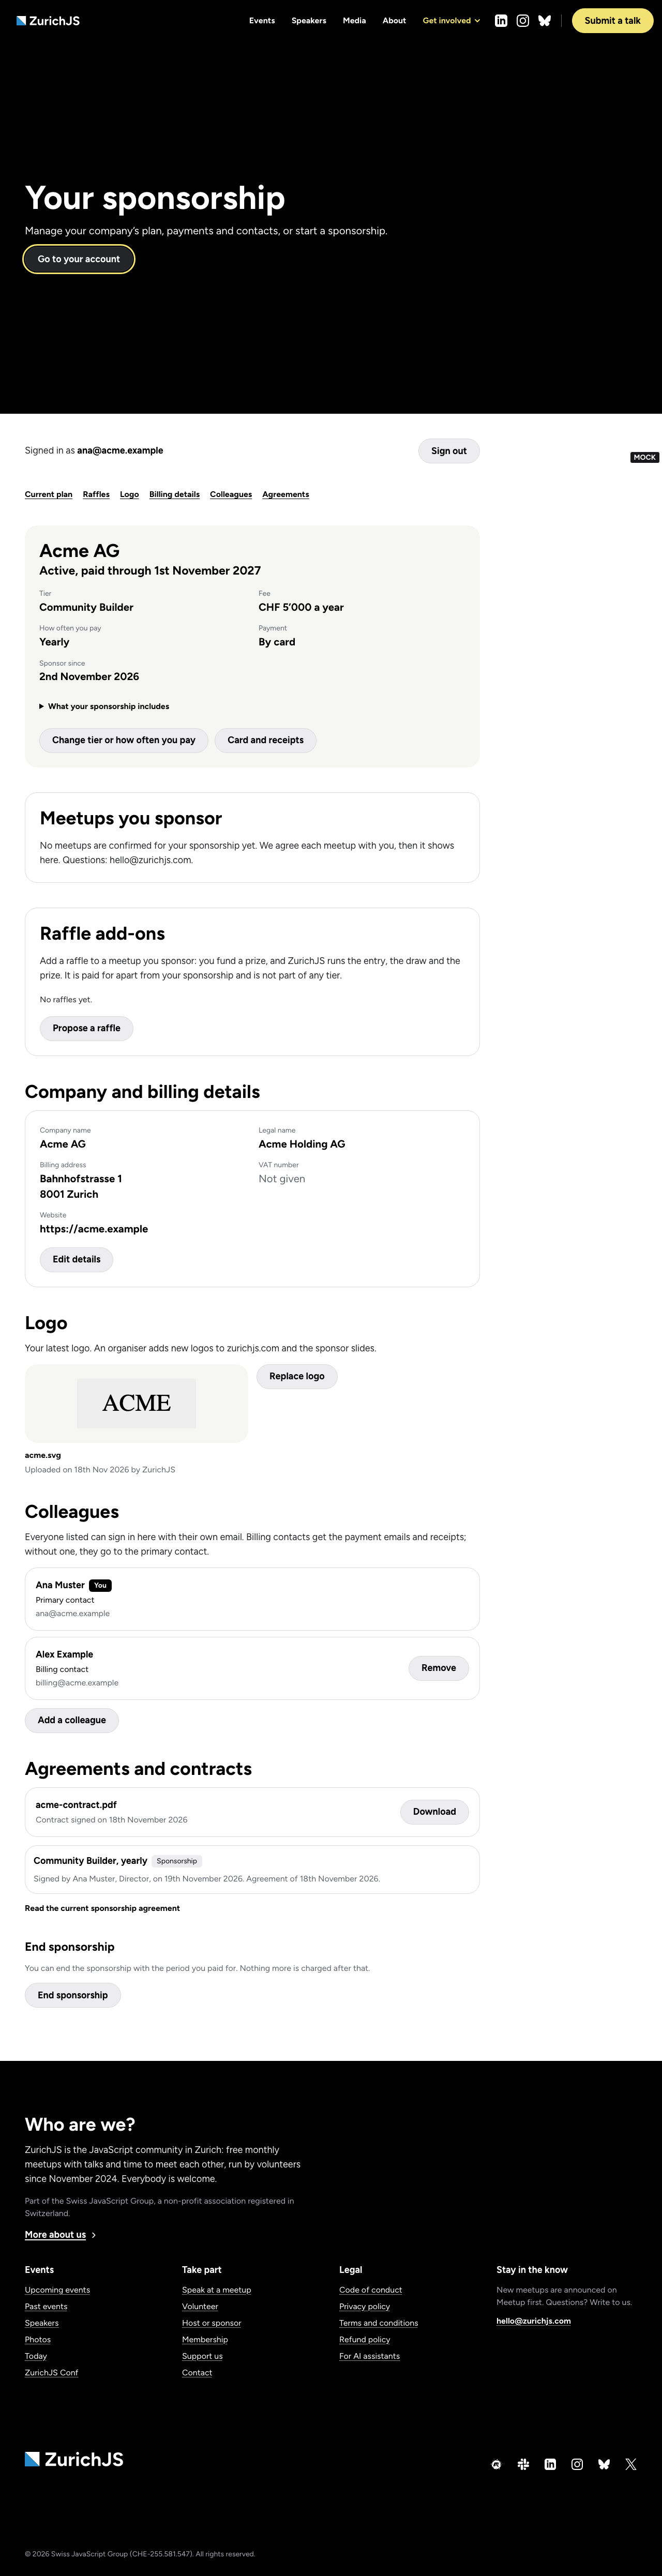 ZurichJS
Events
Speakers
Media
About
Get involved
Submit a talk
Your sponsorship
Manage your company's plan, payments and contacts, or start a sponsorship.
Go to your account
Signed in as ana@acme.example
Sign out
MOCK
Current plan
Raffles
Logo
Billing details
Colleagues
Agreements
Acme AG
Active, paid through 1st November 2027
Tier
Community Builder
Fee
CHF 5’000 a year
How often you pay
Yearly
Payment
By card
Sponsor since
2nd November 2026
What your sponsorship includes
Change tier or how often you pay
Card and receipts
Meetups you sponsor
No meetups are confirmed for your sponsorship yet. We agree each meetup with you, then it shows
here. Questions: hello@zurichjs.com.
Raffle add-ons
Add a raffle to a meetup you sponsor: you fund a prize, and ZurichJS runs the entry, the draw and the
prize. It is paid for apart from your sponsorship and is not part of any tier.
No raffles yet.
Propose a raffle
Company and billing details
Company name
Acme AG
Legal name
Acme Holding AG
Billing address
Bahnhofstrasse 1
8001 Zurich
VAT number
Not given
Website
https://acme.example
Edit details
Logo
Your latest logo. An organiser adds new logos to zurichjs.com and the sponsor slides.
ACME
Replace logo
acme.svg
Uploaded on 18th Nov 2026 by ZurichJS
Colleagues
Everyone listed can sign in here with their own email. Billing contacts get the payment emails and receipts;
without one, they go to the primary contact.
Ana Muster You
Primary contact
ana@acme.example
Alex Example
Billing contact
billing@acme.example
Remove
Add a colleague
Agreements and contracts
acme-contract.pdf
Contract signed on 18th November 2026
Download
Community Builder, yearly Sponsorship
Signed by Ana Muster, Director, on 19th November 2026. Agreement of 18th November 2026.
Read the current sponsorship agreement
End sponsorship
You can end the sponsorship with the period you paid for. Nothing more is charged after that.
End sponsorship
Who are we?
ZurichJS is the JavaScript community in Zurich: free monthly
meetups with talks and time to meet each other, run by volunteers
since November 2024. Everybody is welcome.
Part of the Swiss JavaScript Group, a non-profit association registered in
Switzerland.
More about us
Events
Upcoming events
Past events
Speakers
Photos
Today
ZurichJS Conf
Take part
Speak at a meetup
Volunteer
Host or sponsor
Membership
Support us
Contact
Legal
Code of conduct
Privacy policy
Terms and conditions
Refund policy
For AI assistants
Stay in the know
New meetups are announced on
Meetup first. Questions? Write to us.
hello@zurichjs.com
ZurichJS
© 2026 Swiss JavaScript Group (CHE-255.581.547). All rights reserved.